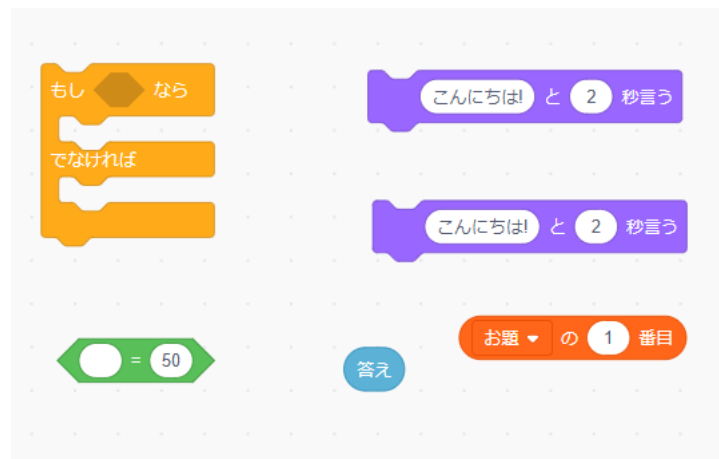 もし なら
でなければ
こんにちは! と 2 秒言う
こんにちは! と 2 秒言う
お題 の 1 番目
= 50
答え